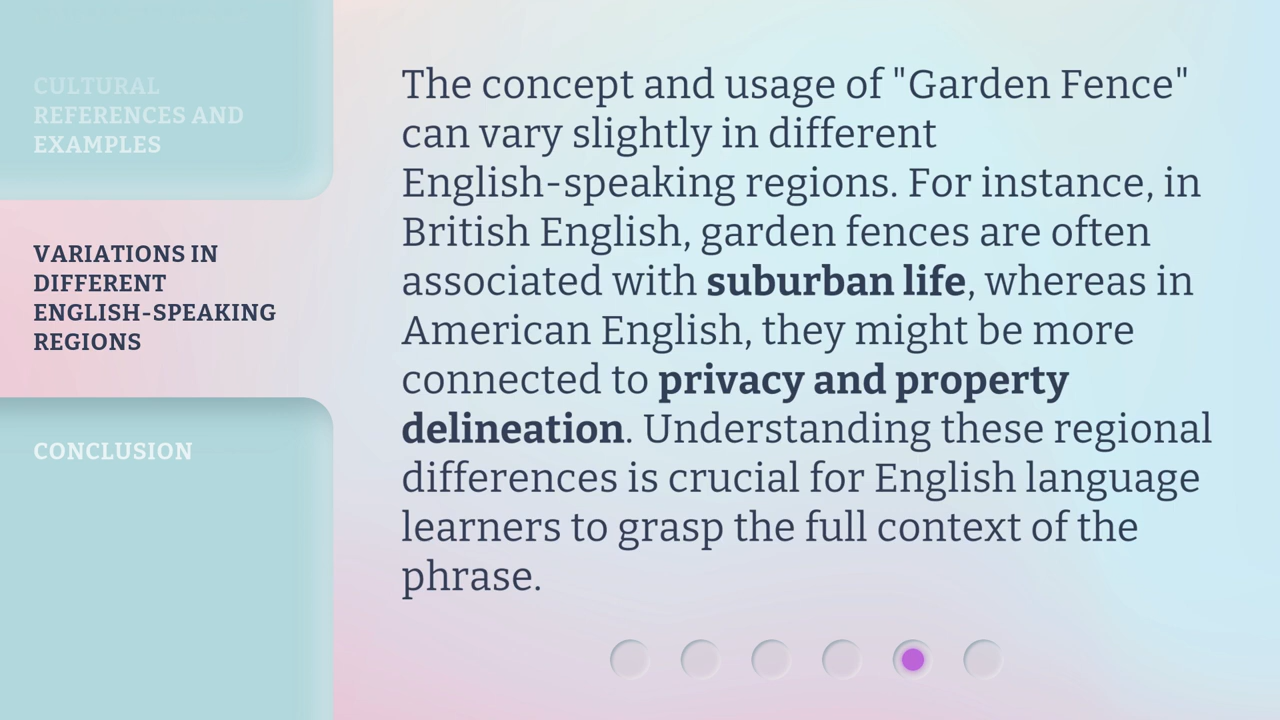 CULTURAL
REFERENCES AND
EXAMPLES
VARIATIONS IN
DIFFERENT
ENGLISH-SPEAKING
REGIONS
CONCLUSION
The concept and usage of "Garden Fence"
can vary slightly in different
English-speaking regions. For instance, in
British English, garden fences are often
associated with suburban life, whereas in
American English, they might be more
connected to privacy and property
delineation. Understanding these regional
differences is crucial for English language
learners to grasp the full context of the
phrase.